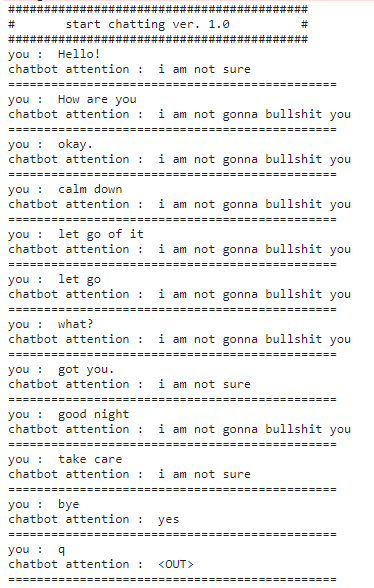 ##########################################
#       start chatting ver. 1.0          #
##########################################
you :  Hello!
chatbot attention :  i am not sure
==============================================
you :  How are you
chatbot attention :  i am not gonna bullshit you
==============================================
you :  okay.
chatbot attention :  i am not gonna bullshit you
==============================================
you :  calm down
chatbot attention :  i am not gonna bullshit you
==============================================
you :  let go of it
chatbot attention :  i am not gonna bullshit you
==============================================
you :  let go
chatbot attention :  i am not gonna bullshit you
==============================================
you :  what?
chatbot attention :  i am not gonna bullshit you
==============================================
you :  got you.
chatbot attention :  i am not sure
==============================================
you :  good night
chatbot attention :  i am not gonna bullshit you
==============================================
you :  take care
chatbot attention :  i am not sure
==============================================
you :  bye
chatbot attention :  yes
==============================================
you :  q
chatbot attention :  <OUT>
==============================================